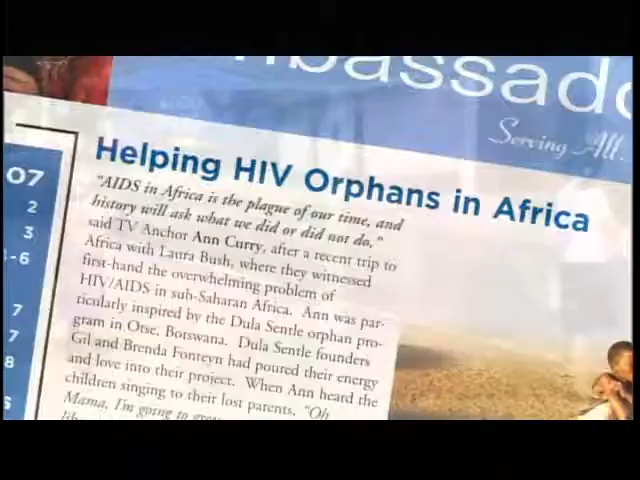 mbassado
Serving All
Helping HIV Orphans in Africa
"AIDS in Africa is the plague of our time, and
history will ask what we did or did not do,"
said TV Anchor Ann Curry, after a recent trip to
Africa with Laura Bush, where they witnessed
first-hand the overwhelming problem of
HIV/AIDS in sub-Saharan Africa. Ann was par-
ticularly inspired by the Dula Sentle orphan pro-
gram in Otse, Botswana. Dula Sentle founders
Gil and Brenda Fonteyn had poured their energy
and love into their project. When Ann heard the
children singing to their lost parents, "Oh
Mama, I'm going to
07
2
3
-6
7
7
8